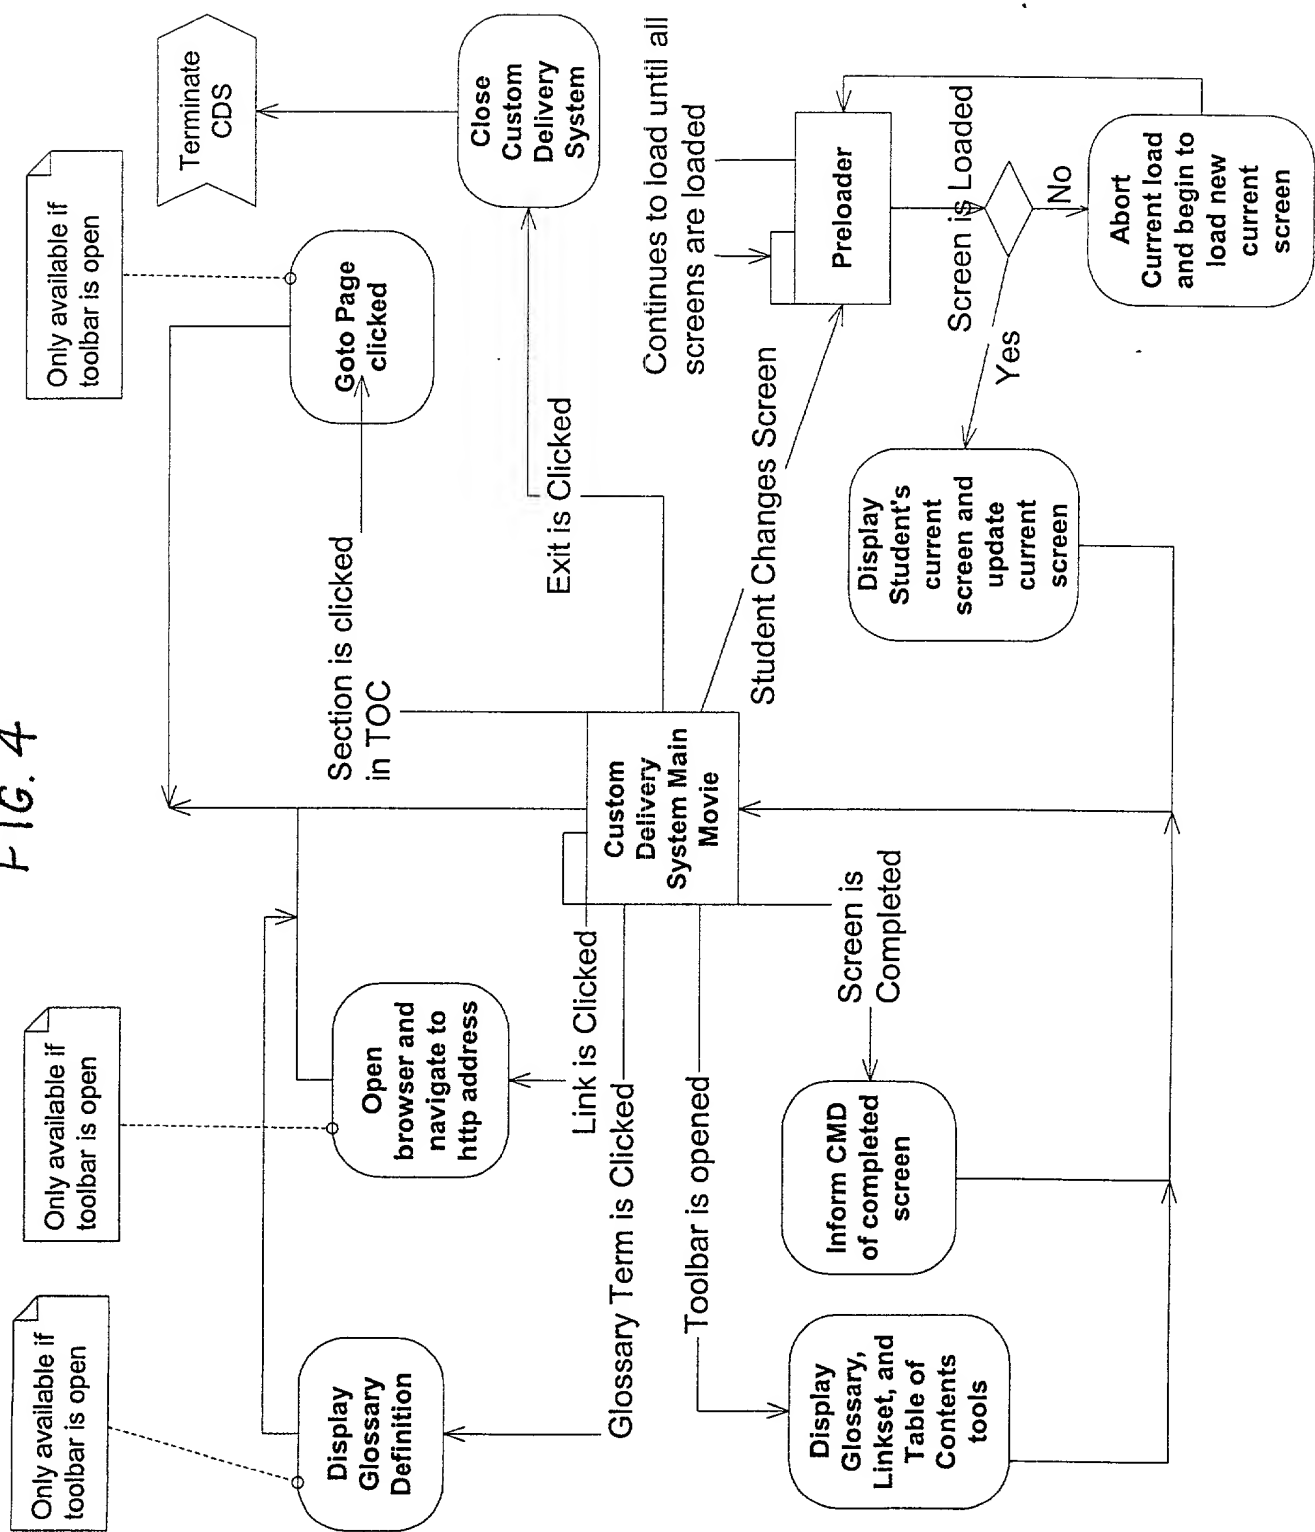 FIG. 4
Only available if
toolbar is open
Only available if
toolbar is open
Only available if
toolbar is open
Terminate
CDS
Display
Glossary
Definition
Open
browser and
navigate to
http address
Section is clicked
in TOC
Goto Page
clicked
Close
Custom
Delivery
System
Exit is Clicked
Link is Clicked
Glossary Term is Clicked
Toolbar is opened
Custom
Delivery
System Main
Movie
Student Changes Screen
Continues to load until all
screens are loaded
Preloader
Screen is Loaded
Yes
No
Abort
Current load
and begin to
load new
current
screen
Display
Student's
current
screen and
update
current
screen
Screen is
Completed
Inform CMD
of completed
screen
Display
Glossary,
Linkset, and
Table of
Contents
tools